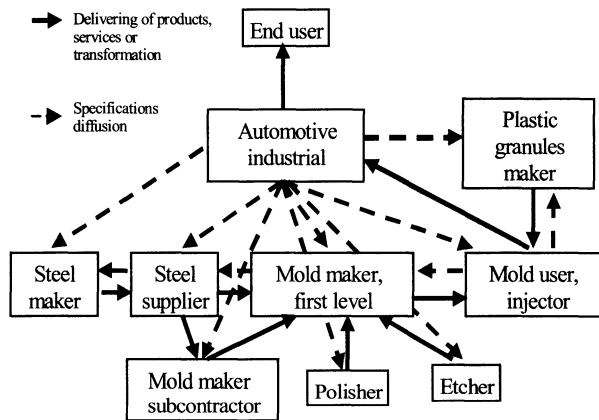 Delivering of products,
services or
transformation
Specifications
diffusion
End user
Automotive
industrial
Plastic
granules
maker
Steel
maker
Steel
supplier
Mold maker,
first level
Mold user,
injector
Mold maker
subcontractor
Polisher
Etcher